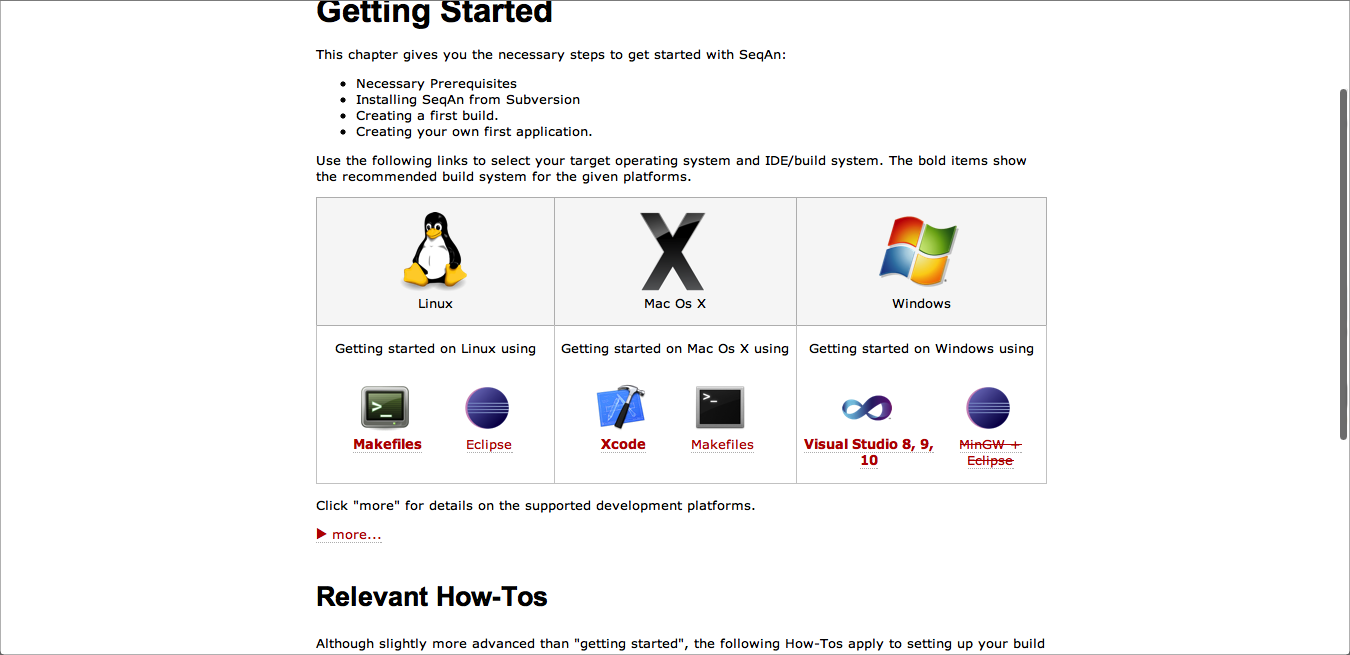 Getting Started
This chapter gives you the necessary steps to get started with SeqAn:
Necessary Prerequisites
Installing SeqAn from Subversion
Creating a first build.
Creating your own first application.
Use the following links to select your target operating system and IDE/build system. The bold items show
the recommended build system for the given platforms.
Linux
Mac Os X
Windows
Getting started on Linux using
Getting started on Mac Os X using
Getting started on Windows using
Makefiles
Eclipse
Xcode
Makefiles
Visual Studio 8, 9,
10
MinGW +
Eclipse
Click "more" for details on the supported development platforms.
more...
Relevant How-Tos
Although slightly more advanced than "getting started", the following How-Tos apply to setting up your build